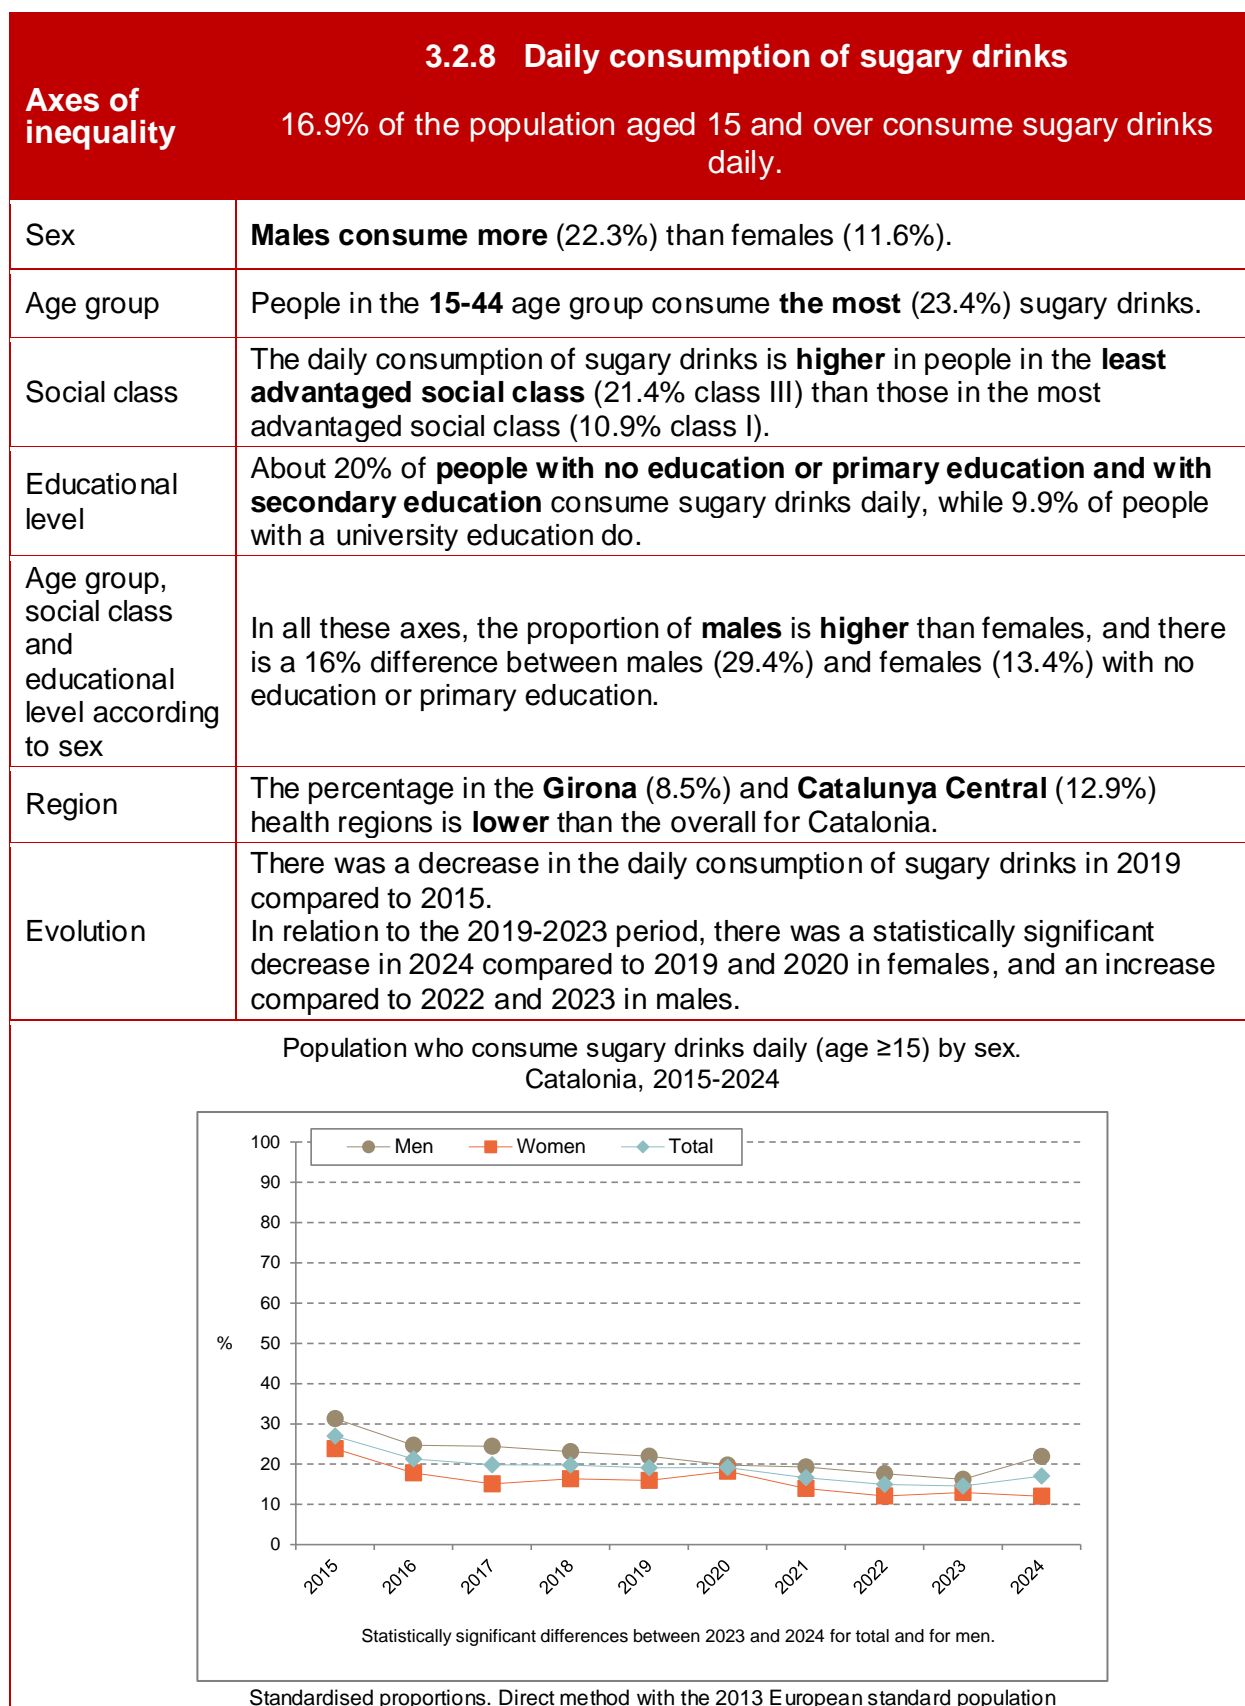 3.2.8 Daily consumption of sugary drinks
Axes of
inequality
16.9% of the population aged 15 and over consume sugary drinks
daily.
Sex
Males consume more (22.3%) than females (11.6%).
Age group
People in the 15-44 age group consume the most (23.4%) sugary drinks.
Social class
The daily consumption of sugary drinks is higher in people in the least
advantaged social class (21.4% class III) than those in the most
advantaged social class (10.9% class I).
Educational
level
About 20% of people with no education or primary education and with
secondary education consume sugary drinks daily, while 9.9% of people
with a university education do.
Age group,
social class
and
educational
level according
to sex
In all these axes, the proportion of males is higher than females, and there
is a 16% difference between males (29.4%) and females (13.4%) with no
education or primary education.
Region
The percentage in the Girona (8.5%) and Catalunya Central (12.9%)
health regions is lower than the overall for Catalonia.
Evolution
There was a decrease in the daily consumption of sugary drinks in 2019
compared to 2015.
In relation to the 2019-2023 period, there was a statistically significant
decrease in 2024 compared to 2019 and 2020 in females, and an increase
compared to 2022 and 2023 in males.
Population who consume sugary drinks daily (age ≥15) by sex.
Catalonia, 2015-2024
Men Women Total
100
90
80
70
60
% 50
40
30
20
10
0
2015 2016 2017 2018 2019 2020 2021 2022 2023 2024
Statistically significant differences between 2023 and 2024 for total and for men.
Standardised proportions. Direct method with the 2013 European standard population